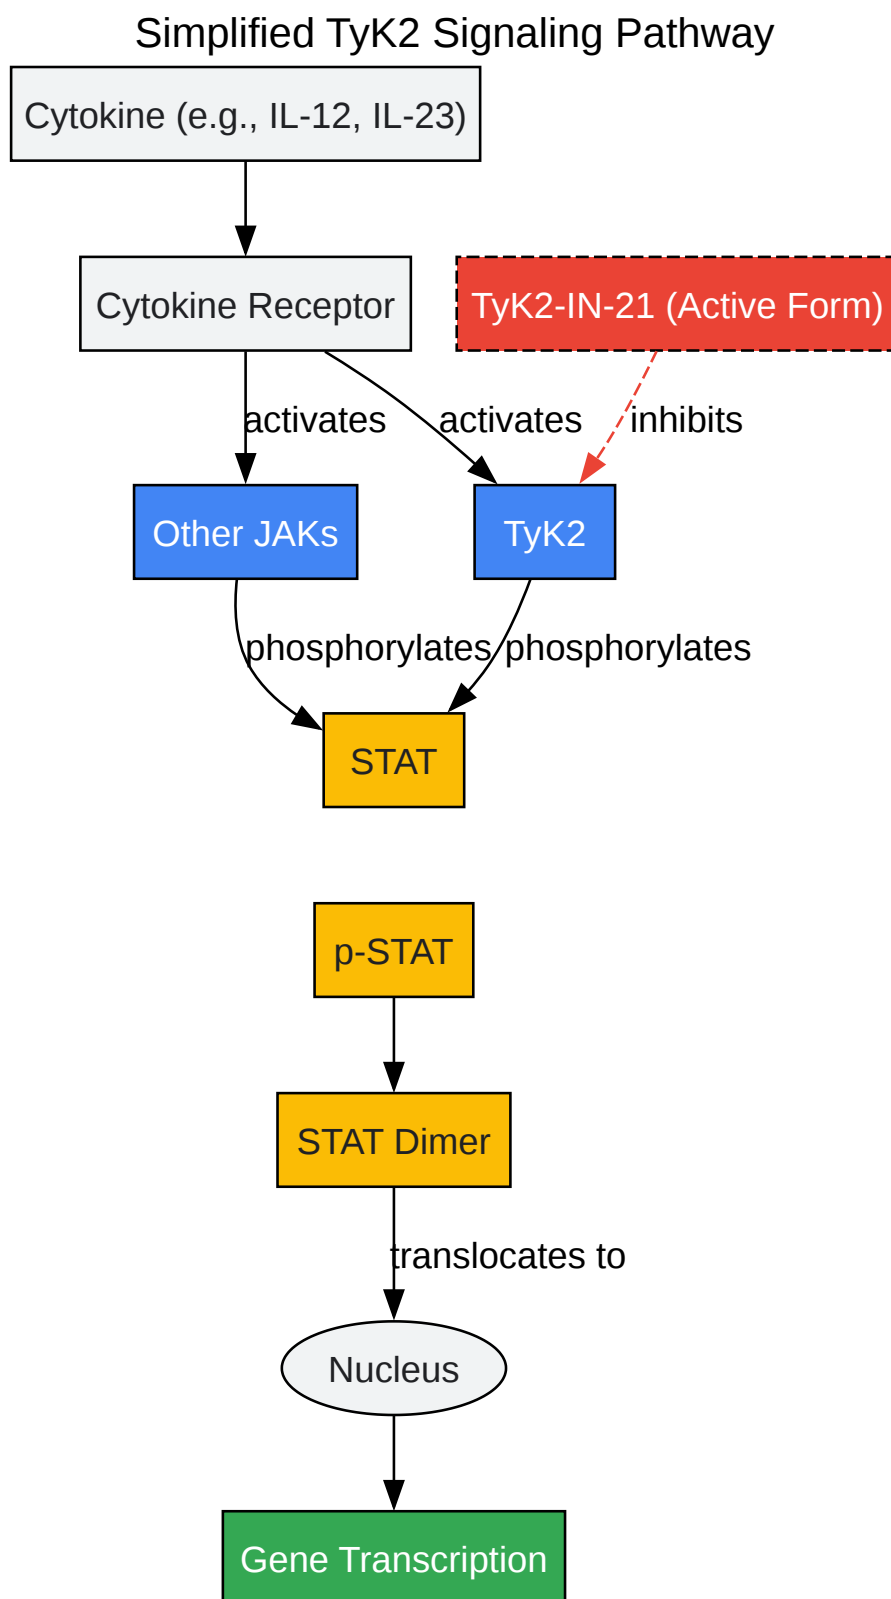 Simplified TyK2 Signaling Pathway
Cytokine (e.g., IL-12, IL-23)
Cytokine Receptor
TyK2-IN-21 (Active Form)
activates
activates
inhibits
Other JAKs
TyK2
phosphorylates
phosphorylates
STAT
p-STAT
STAT Dimer
translocates to
Nucleus
Gene Transcription